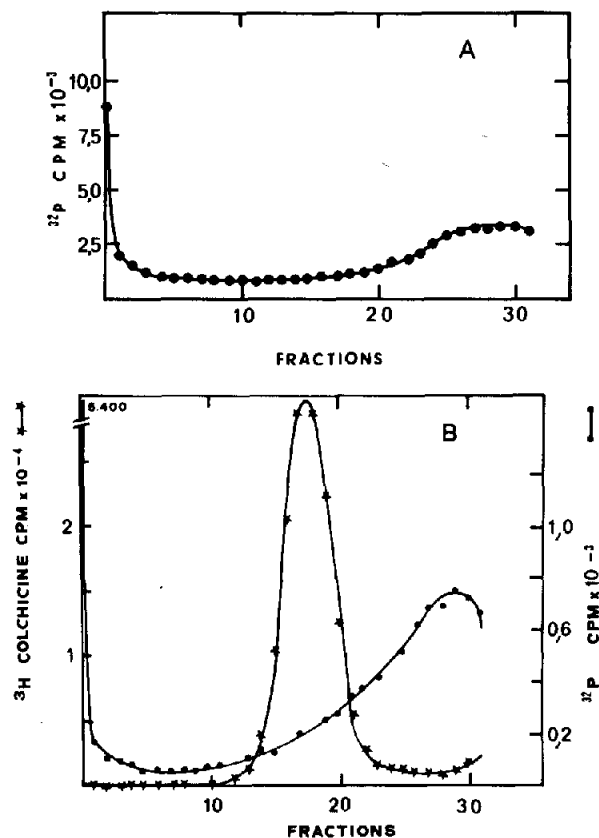 A
10,0
7,5
5,0
2,5
³²P CPM x 10⁻³
10 20 30
FRACTIONS
B
6.400
2
1
³H COLCHICINE CPM x 10⁻⁴
1,0
0,6
0,2
³²P CPM x 10⁻³
0 10 20 30
FRACTIONS